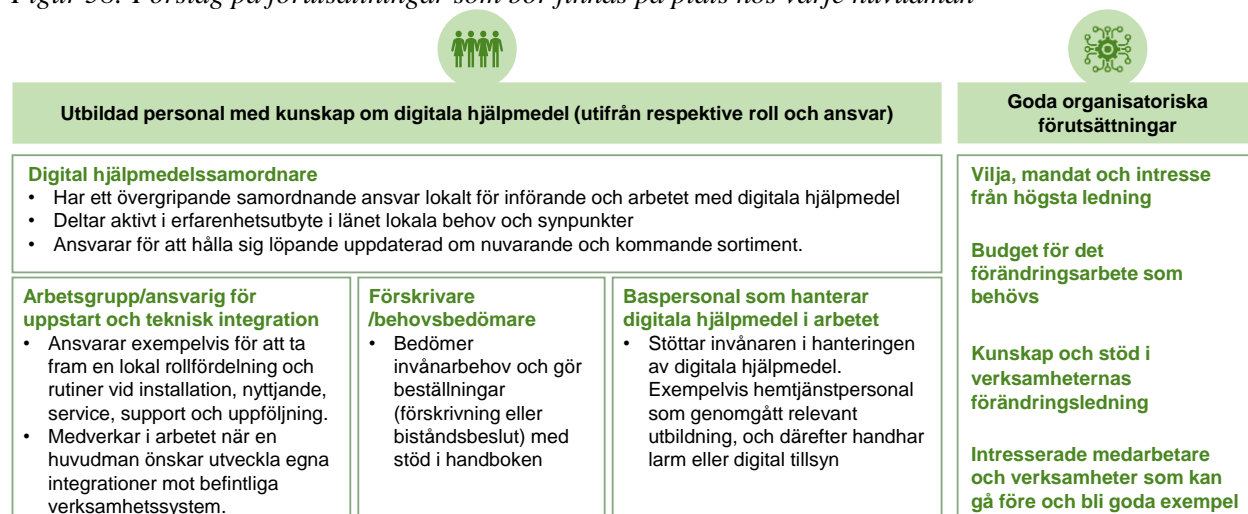 Figur 38. Förslag på förutsättningar som bör finnas på plats hos varje huvudman
Utbildad personal med kunskap om digitala hjälpmedel (utifrån respektive roll och ansvar)
Digital hjälpmedelssamordnare
• Har ett övergripande samordnande ansvar lokalt för införande och arbetet med digitala hjälpmedel
• Deltar aktivt i erfarenhetsutbyte i länet lokala behov och synpunkter
• Ansvarar för att hålla sig löpande uppdaterad om nuvarande och kommande sortiment.
Arbetsgrupp/ansvarig för
uppstart och teknisk integration
• Ansvarar exempelvis för att ta
fram en lokal rollfördelning och
rutiner vid installation, nyttjande,
service, support och uppföljning.
• Medverkar i arbetet när en
huvudman önskar utveckla egna
integrationer mot befintliga
verksamhetssystem.
Förskrivare
/behovsbedömare
• Bedömer
invånarbehov och gör
beställningar
(förskrivning eller
biståndsbeslut) med
stöd i handboken
Baspersonal som hanterar
digitala hjälpmedel i arbetet
• Stöttar invånaren i hanteringen
av digitala hjälpmedel.
Exempelvis hemtjänstpersonal
som genomgått relevant
utbildning, och därefter handhar
larm eller digital tillsyn
Goda organisatoriska
förutsättningar
Vilja, mandat och intresse
från högsta ledning
Budget för det
förändringsarbete som
behövs
Kunskap och stöd i
verksamheternas
förändringsledning
Intresserade medarbetare
och verksamheter som kan
gå före och bli goda exempel